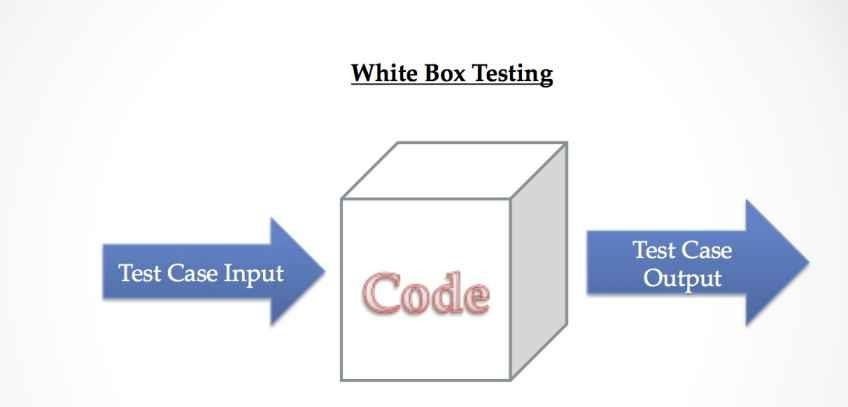 White Box Testing
Test Case Input
Code
Test Case
Output